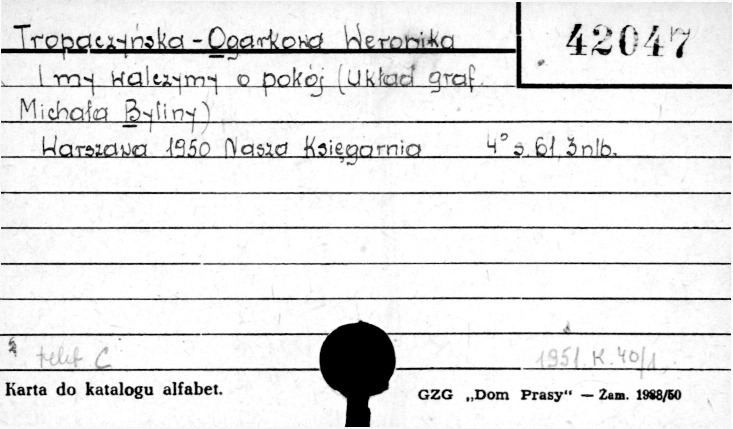 Tropaczyńska-Ogarkowa Weronika
42047
I my walczymy o pokój (Układ graf.
Michała Byliny)
Warszawa 1950 Nasza Księgarnia 4° s. 61, 3 nlb.
C
1951. K. 40/1
Karta do katalogu alfabet.
GZG „Dom Prasy“ — Zam. 1988/50